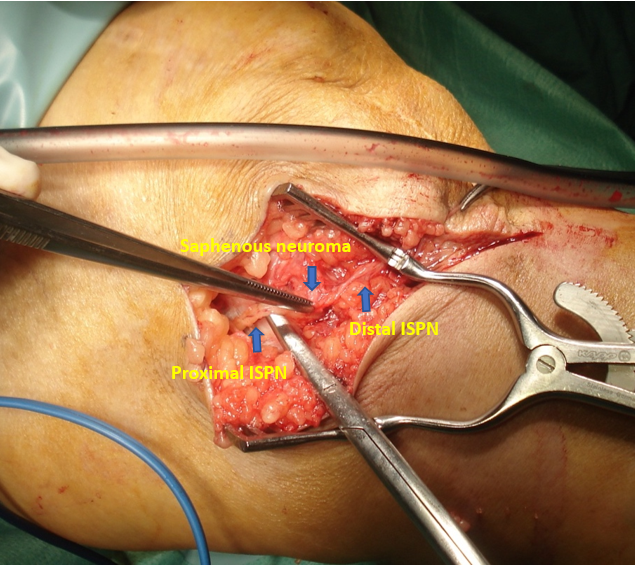 Saphenous neuroma
Distal ISPN
Proximal ISPN